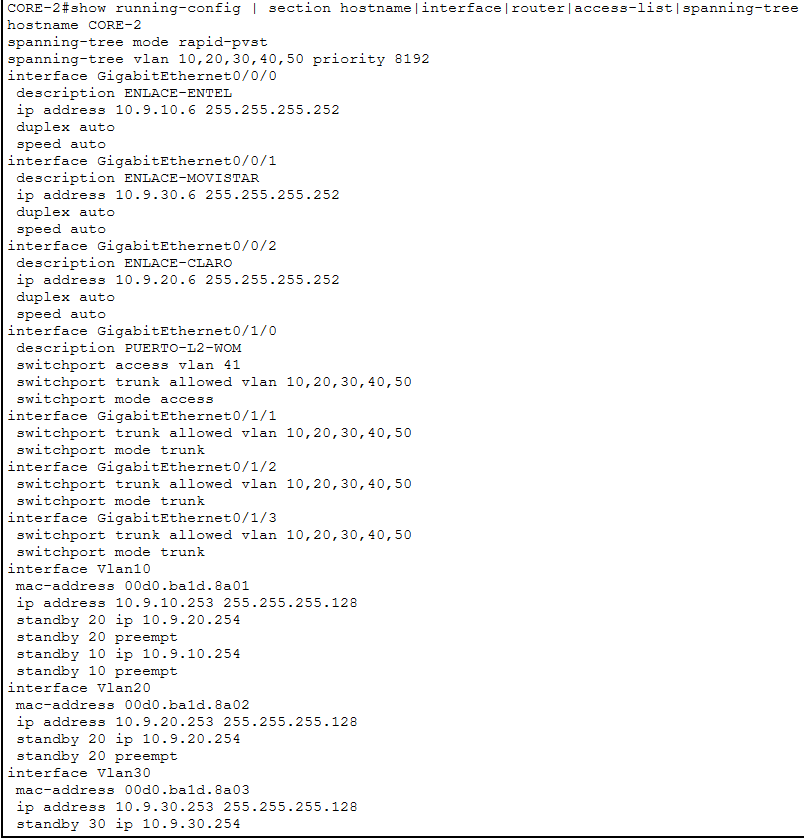 CORE-2#show running-config | section hostname|interface|router|access-list|spanning-tree
hostname CORE-2
spanning-tree mode rapid-pvst
spanning-tree vlan 10,20,30,40,50 priority 8192
interface GigabitEthernet0/0/0
 description ENLACE-ENTEL
 ip address 10.9.10.6 255.255.255.252
 duplex auto
 speed auto
interface GigabitEthernet0/0/1
 description ENLACE-MOVISTAR
 ip address 10.9.30.6 255.255.255.252
 duplex auto
 speed auto
interface GigabitEthernet0/0/2
 description ENLACE-CLARO
 ip address 10.9.20.6 255.255.255.252
 duplex auto
 speed auto
interface GigabitEthernet0/1/0
 description PUERTO-L2-WOM
 switchport access vlan 41
 switchport trunk allowed vlan 10,20,30,40,50
 switchport mode access
interface GigabitEthernet0/1/1
 switchport trunk allowed vlan 10,20,30,40,50
 switchport mode trunk
interface GigabitEthernet0/1/2
 switchport trunk allowed vlan 10,20,30,40,50
 switchport mode trunk
interface GigabitEthernet0/1/3
 switchport trunk allowed vlan 10,20,30,40,50
 switchport mode trunk
interface Vlan10
 mac-address 00d0.ba1d.8a01
 ip address 10.9.10.253 255.255.255.128
 standby 20 ip 10.9.20.254
 standby 20 preempt
 standby 10 ip 10.9.10.254
 standby 10 preempt
interface Vlan20
 mac-address 00d0.ba1d.8a02
 ip address 10.9.20.253 255.255.255.128
 standby 20 ip 10.9.20.254
 standby 20 preempt
interface Vlan30
 mac-address 00d0.ba1d.8a03
 ip address 10.9.30.253 255.255.255.128
 standby 30 ip 10.9.30.254